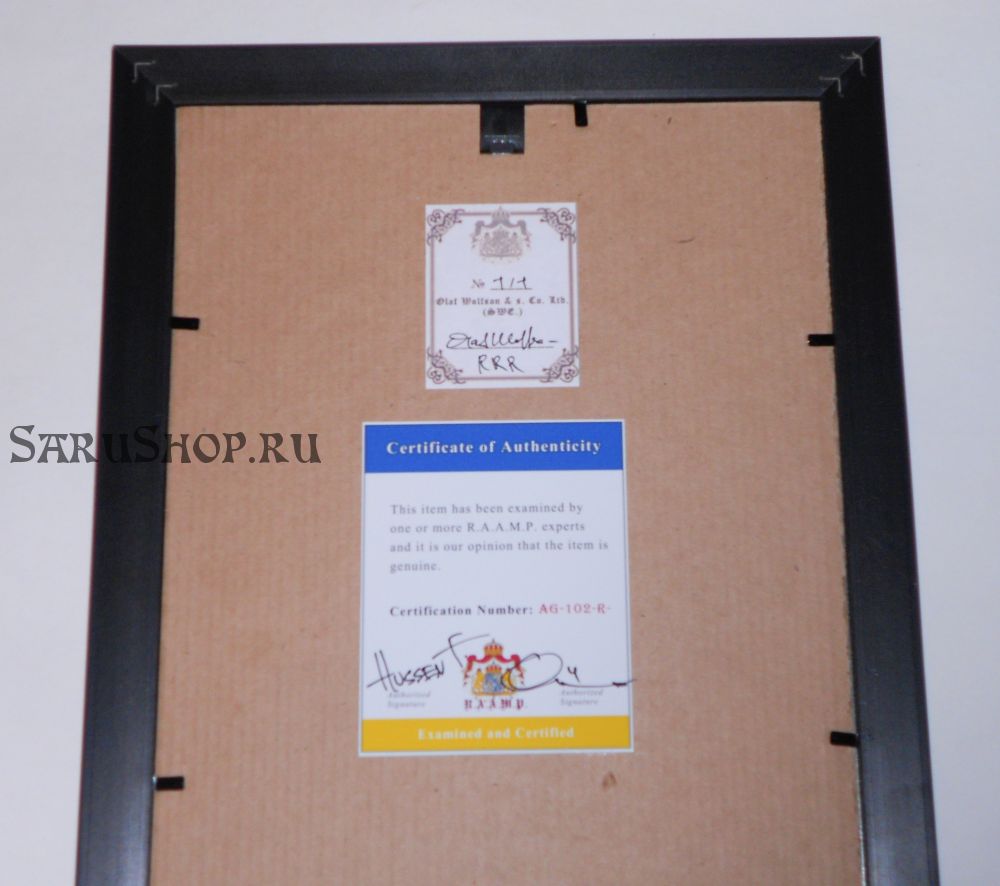 № 1/1
Olaf Wolfson & s. Co. Ltd.
(SWE.)
RRR
SARUSHOP.RU
Certificate of Authenticity
This item has been examined by
one or more R.A.A.M.P. experts
and it is our opinion that the item is
genuine.
Certification Number: AG-102-R-
HUSSEN F.
Authorized
Signature
Authorized
Signature
R.A.A.M.P.
Examined and Certified